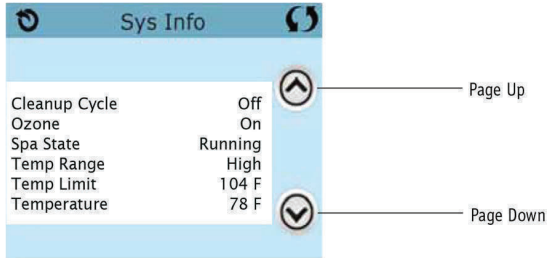 Sys Info
Page Up
Cleanup Cycle Off
Ozone On
Spa State Running
Temp Range High
Temp Limit 104 F
Temperature 78 F
Page Down